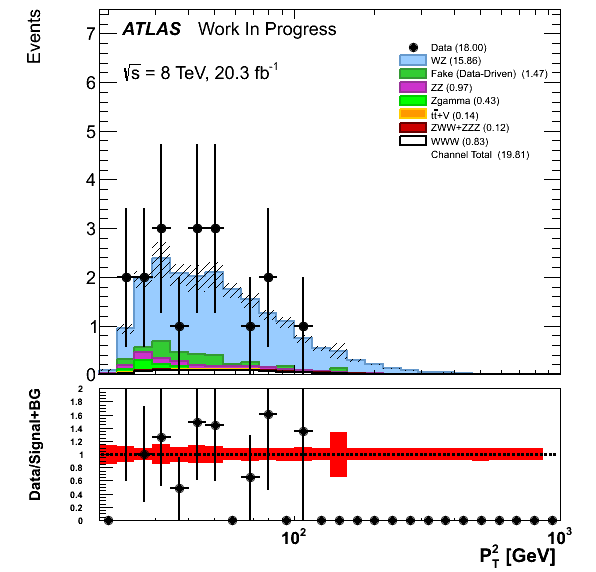 Events
7
6
5
4
3
2
1
0
ATLAS Work In Progress
√s = 8 TeV, 20.3 fb⁻¹
Data (18.00)
WZ (15.86)
Fake (Data-Driven) (1.47)
ZZ (0.97)
Zgamma (0.43)
tt̄+V (0.14)
ZWW+ZZZ (0.12)
WWW (0.83)
Channel Total (19.81)
Data/Signal+BG
2
1.8
1.6
1.4
1.2
1
0.8
0.6
0.4
0.2
0
10² 10³
P²_T [GeV]